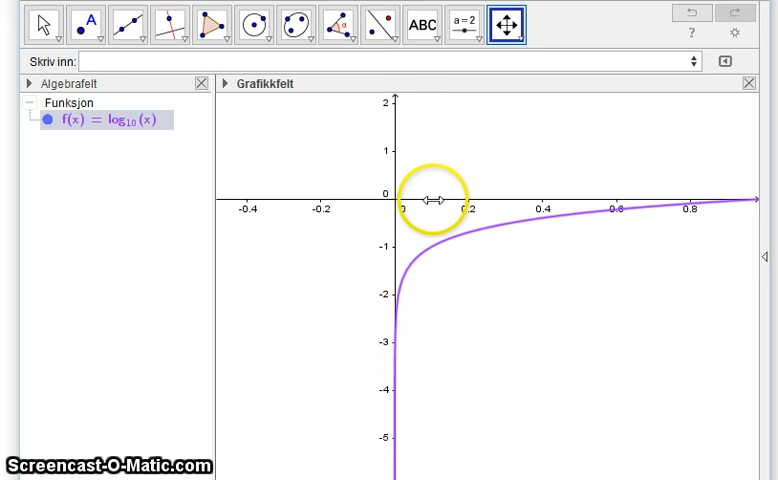 ABC a=2 ?
Skriv inn:
Algebrafelt
Grafikkfelt
Funksjon
f(x) = log₁₀(x)
2
1
0
-0.4 -0.2 0 0.2 0.4 0.6 0.8
-1
-2
-3
-4
-5
Screencast-O-Matic.com